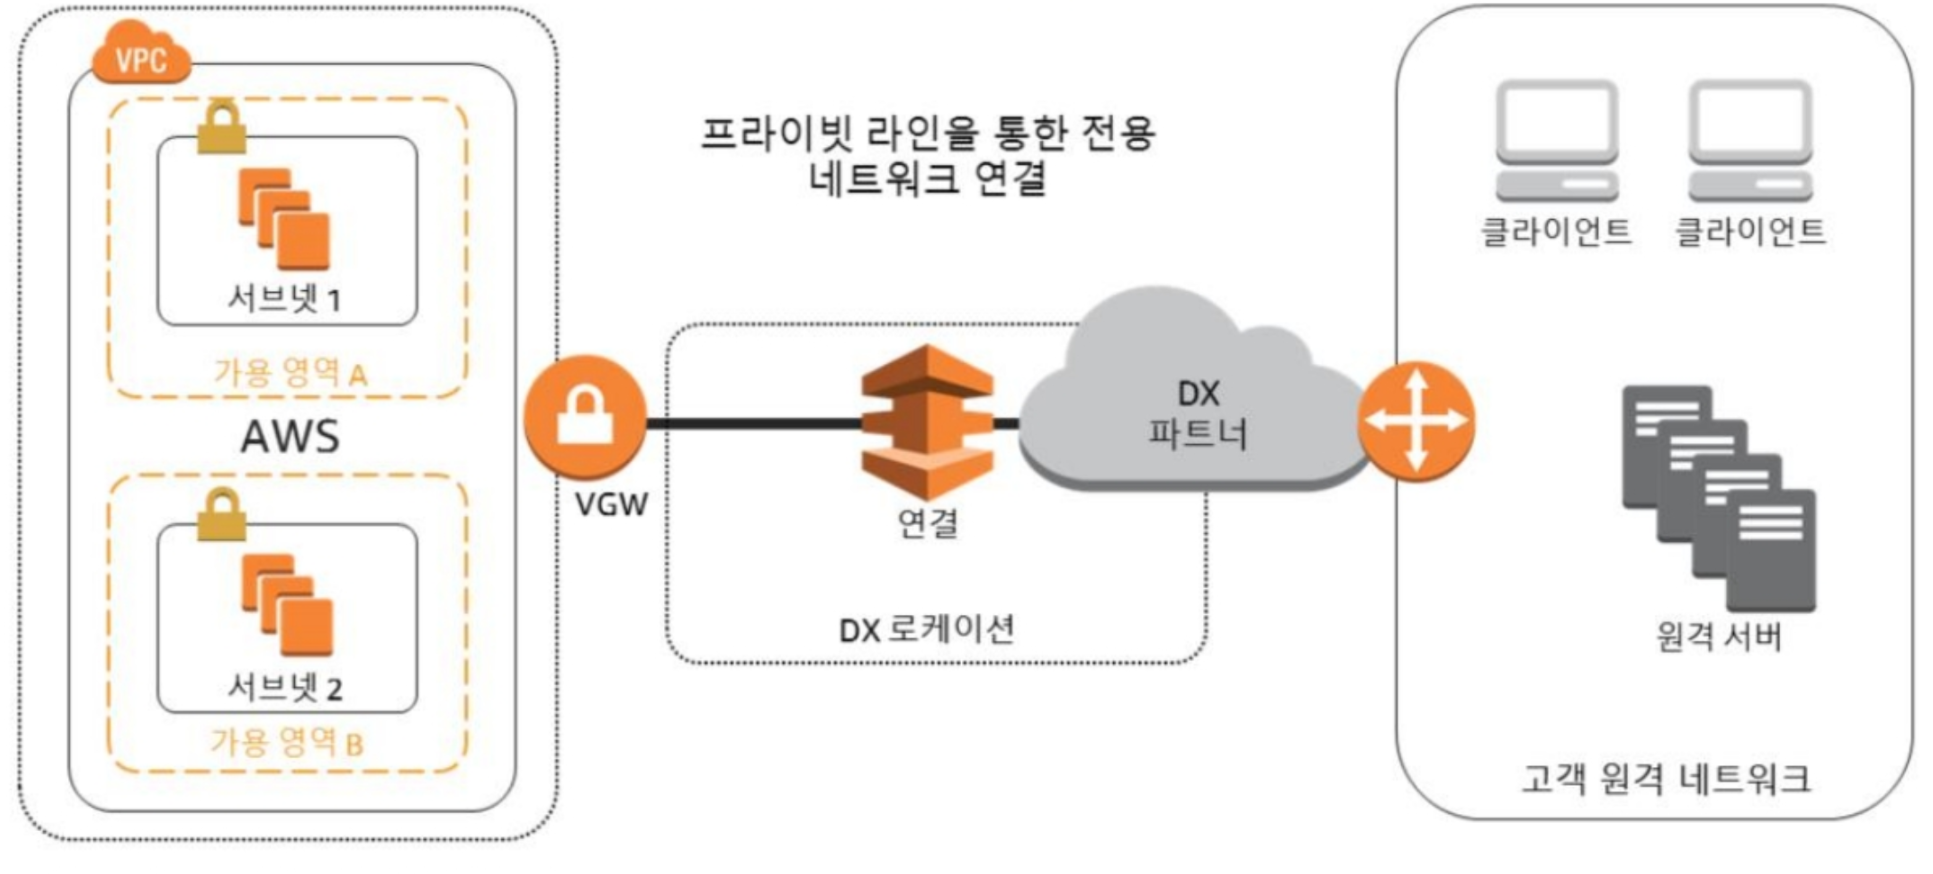 VPC
서브넷 1
가용 영역 A
AWS
서브넷 2
가용 영역 B
VGW
프라이빗 라인을 통한 전용
네트워크 연결
연결
DX 로케이션
DX
파트너
클라이언트
클라이언트
원격 서버
고객 원격 네트워크